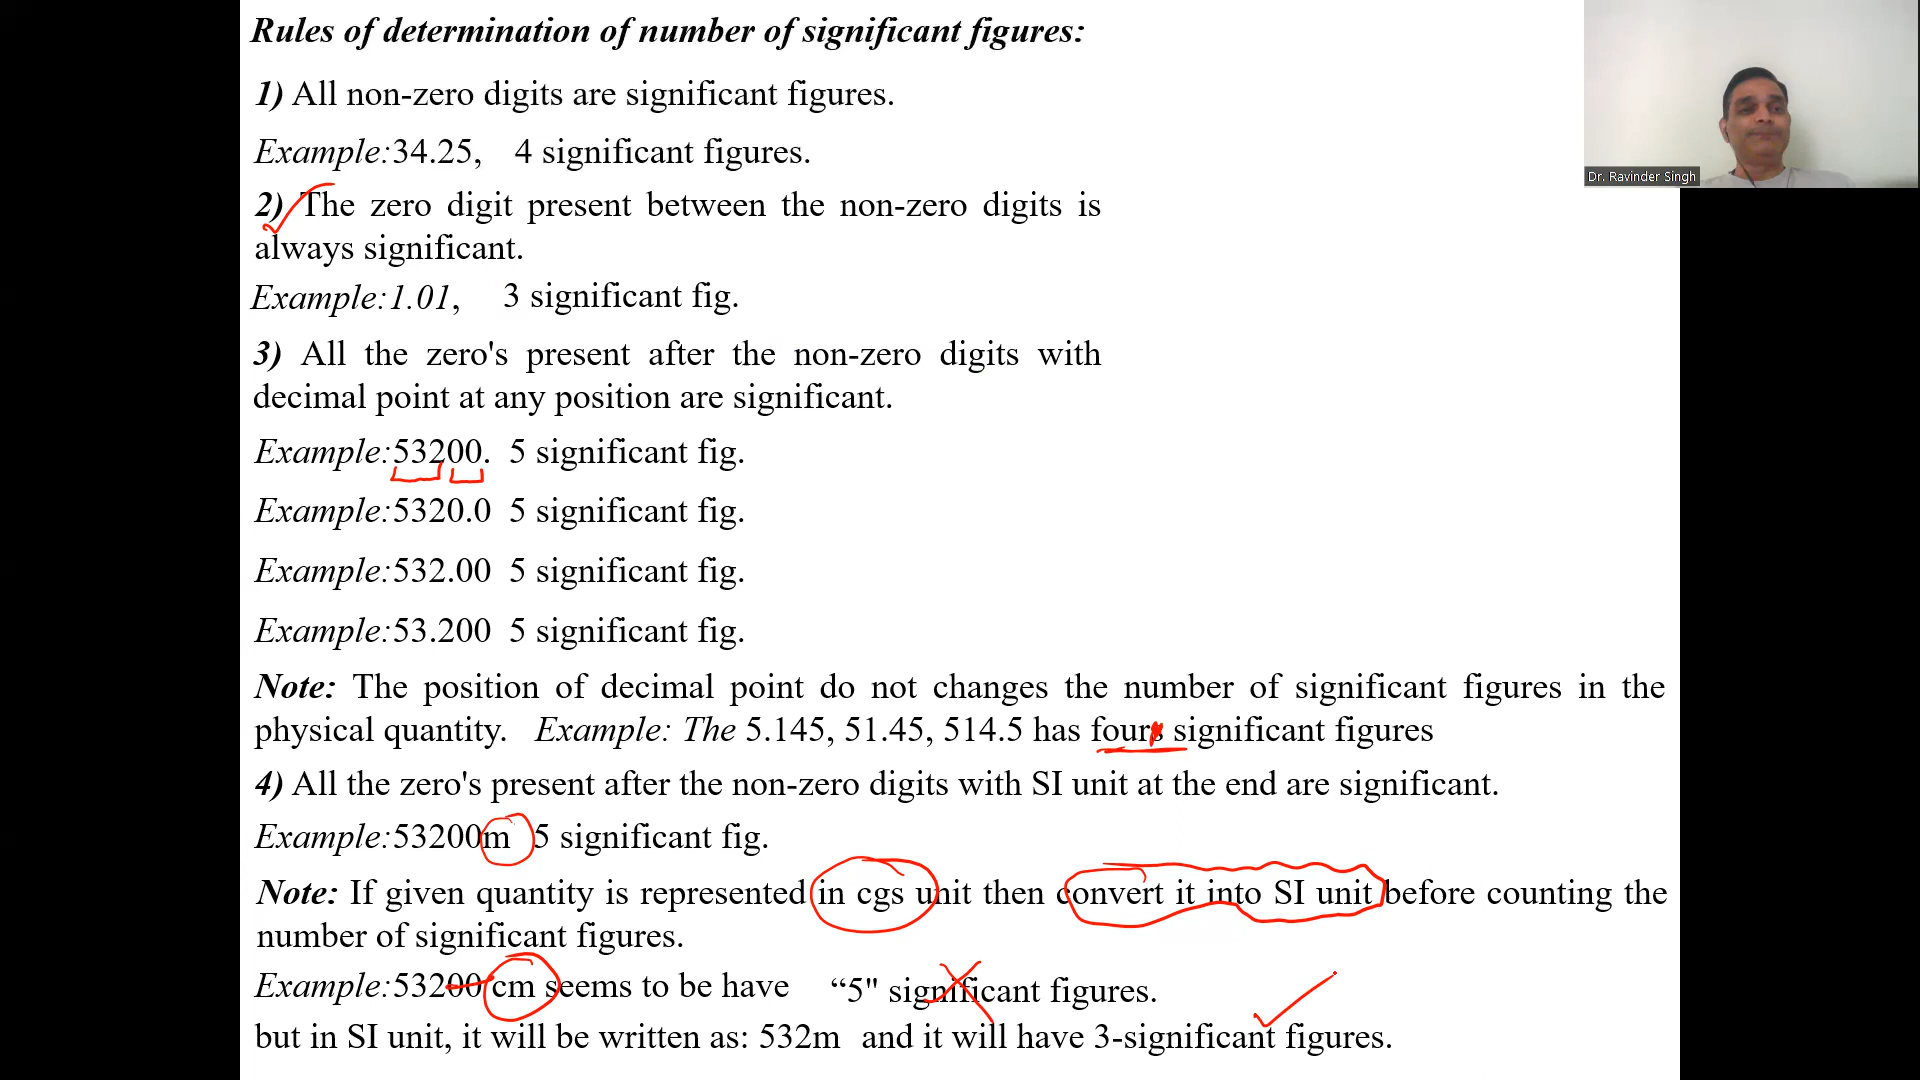 Rules of determination of number of significant figures:
1) All non-zero digits are significant figures.
Example:34.25, 4 significant figures.
2) The zero digit present between the non-zero digits is
always significant.
Example:1.01, 3 significant fig.
3) All the zero's present after the non-zero digits with
decimal point at any position are significant.
Example:53200. 5 significant fig.
Example:5320.0 5 significant fig.
Example:532.00 5 significant fig.
Example:53.200 5 significant fig.
Note: The position of decimal point do not changes the number of significant figures in the
physical quantity. Example: The 5.145, 51.45, 514.5 has fours significant figures
4) All the zero's present after the non-zero digits with SI unit at the end are significant.
Example:53200m 5 significant fig.
Note: If given quantity is represented in cgs unit then convert it into SI unit before counting the
number of significant figures.
Example:53200 cm seems to be have “5" significant figures.
but in SI unit, it will be written as: 532m and it will have 3-significant figures.
Dr. Ravinder Singh